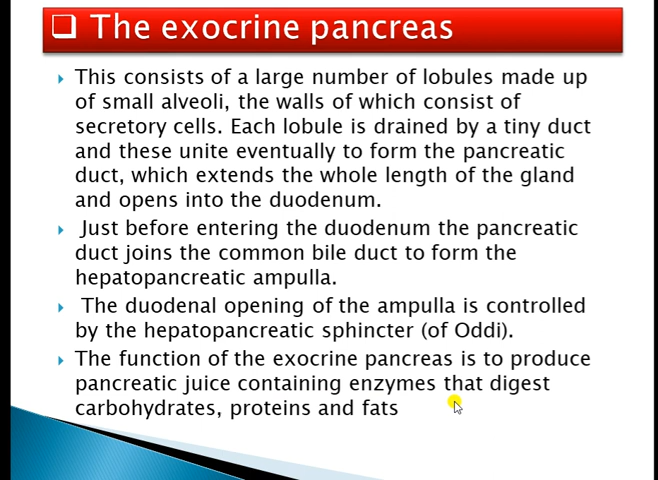 The exocrine pancreas
This consists of a large number of lobules made up
of small alveoli, the walls of which consist of
secretory cells. Each lobule is drained by a tiny duct
and these unite eventually to form the pancreatic
duct, which extends the whole length of the gland
and opens into the duodenum.
Just before entering the duodenum the pancreatic
duct joins the common bile duct to form the
hepatopancreatic ampulla.
The duodenal opening of the ampulla is controlled
by the hepatopancreatic sphincter (of Oddi).
The function of the exocrine pancreas is to produce
pancreatic juice containing enzymes that digest
carbohydrates, proteins and fats